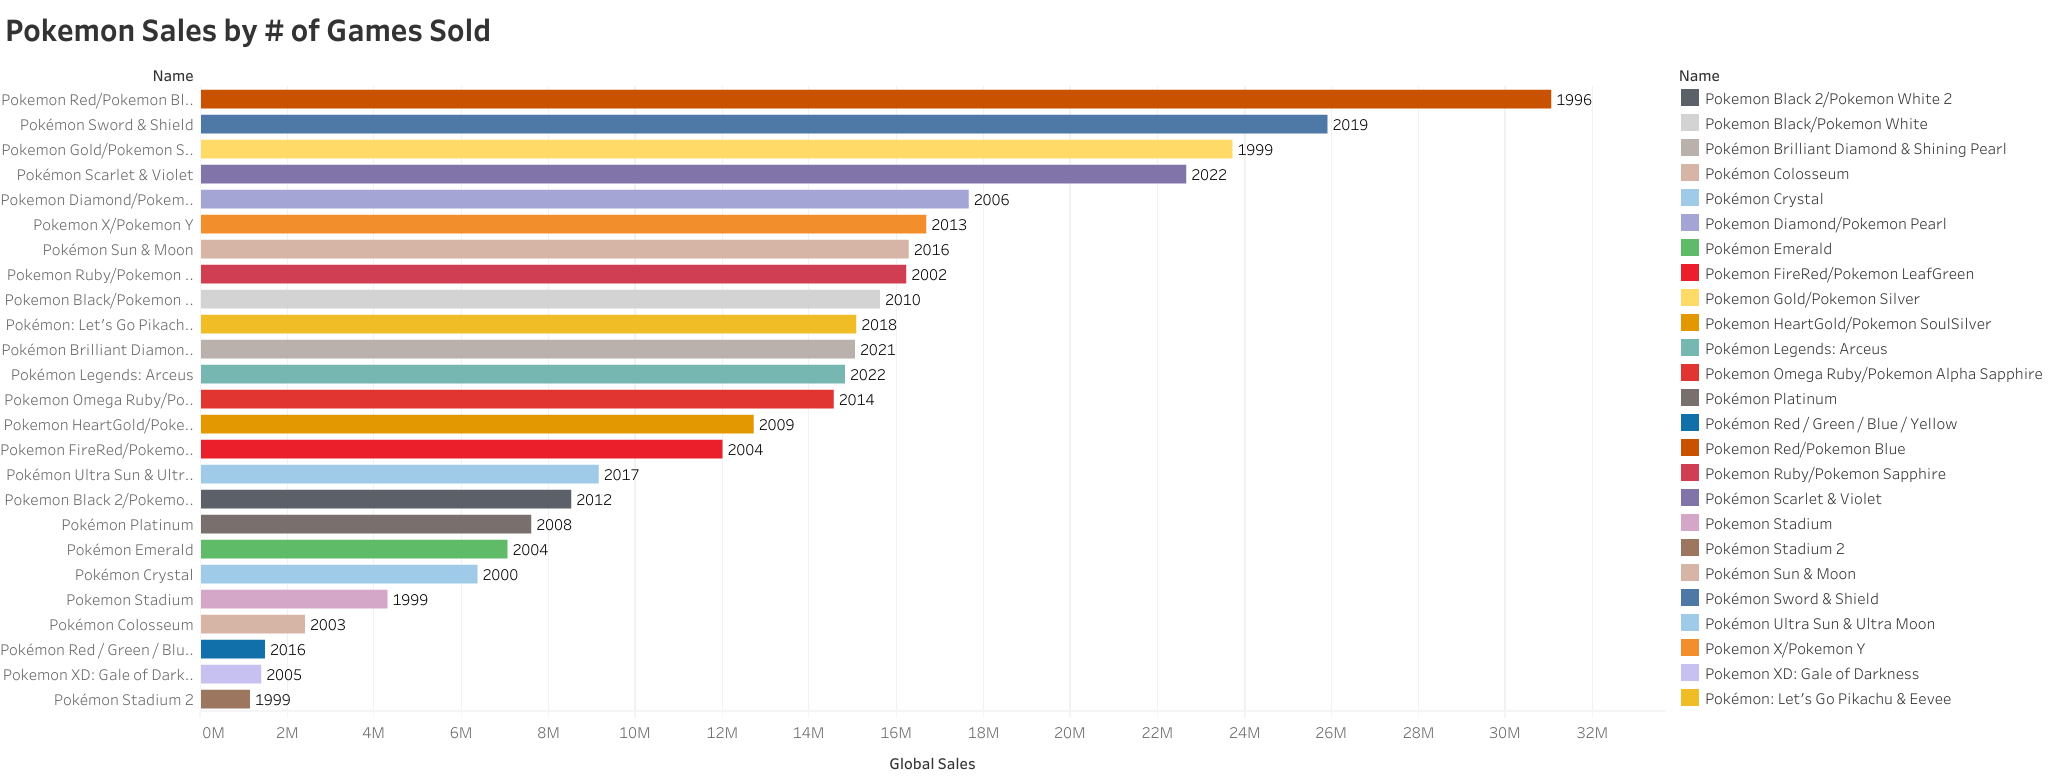 Pokemon Sales by # of Games Sold
Name
Pokemon Red/Pokemon Bl.. 1996
Pokémon Sword & Shield 2019
Pokemon Gold/Pokemon S.. 1999
Pokémon Scarlet & Violet 2022
Pokemon Diamond/Pokem.. 2006
Pokemon X/Pokemon Y 2013
Pokémon Sun & Moon 2016
Pokemon Ruby/Pokemon .. 2002
Pokemon Black/Pokemon .. 2010
Pokémon: Let's Go Pikach.. 2018
Pokémon Brilliant Diamon.. 2021
Pokémon Legends: Arceus 2022
Pokemon Omega Ruby/Po.. 2014
Pokemon HeartGold/Poke.. 2009
Pokemon FireRed/Pokemo.. 2004
Pokémon Ultra Sun & Ultr.. 2017
Pokemon Black 2/Pokemo.. 2012
Pokémon Platinum 2008
Pokémon Emerald 2004
Pokémon Crystal 2000
Pokemon Stadium 1999
Pokémon Colosseum 2003
Pokémon Red / Green / Blu.. 2016
Pokemon XD: Gale of Dark.. 2005
Pokémon Stadium 2 1999
0M 2M 4M 6M 8M 10M 12M 14M 16M 18M 20M 22M 24M 26M 28M 30M 32M
Global Sales
Name
Pokemon Black 2/Pokemon White 2
Pokemon Black/Pokemon White
Pokémon Brilliant Diamond & Shining Pearl
Pokémon Colosseum
Pokémon Crystal
Pokemon Diamond/Pokemon Pearl
Pokémon Emerald
Pokemon FireRed/Pokemon LeafGreen
Pokemon Gold/Pokemon Silver
Pokemon HeartGold/Pokemon SoulSilver
Pokémon Legends: Arceus
Pokemon Omega Ruby/Pokemon Alpha Sapphire
Pokémon Platinum
Pokémon Red / Green / Blue / Yellow
Pokemon Red/Pokemon Blue
Pokemon Ruby/Pokemon Sapphire
Pokémon Scarlet & Violet
Pokemon Stadium
Pokémon Stadium 2
Pokémon Sun & Moon
Pokémon Sword & Shield
Pokémon Ultra Sun & Ultra Moon
Pokemon X/Pokemon Y
Pokemon XD: Gale of Darkness
Pokémon: Let's Go Pikachu & Eevee